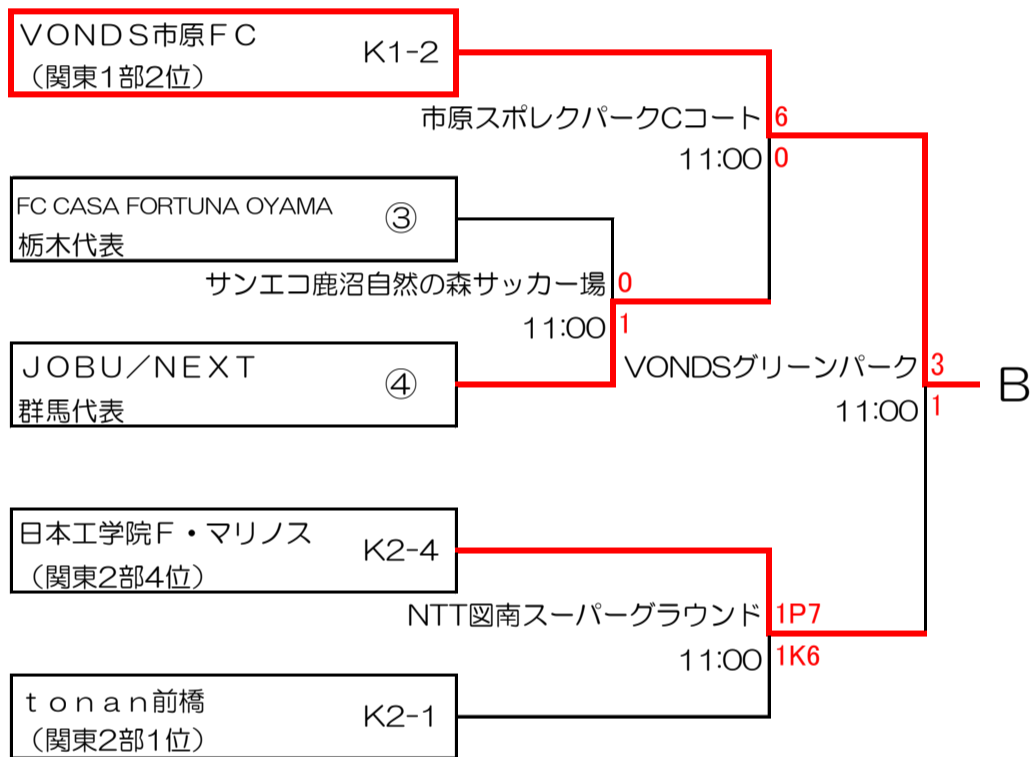 VONDS市原FC
(関東1部2位)
K1-2
市原スポレクパークCコート
6
11:00
0
FC CASA FORTUNA OYAMA
栃木代表
③
サンエコ鹿沼自然の森サッカー場
0
11:00
1
JOBU/NEXT
群馬代表
④
VONDSグリーンパーク
3
B
11:00
1
日本工学院F・マリノス
(関東2部4位)
K2-4
NTT図南スーパーグラウンド
1P7
11:00
1K6
tonan前橋
(関東2部1位)
K2-1